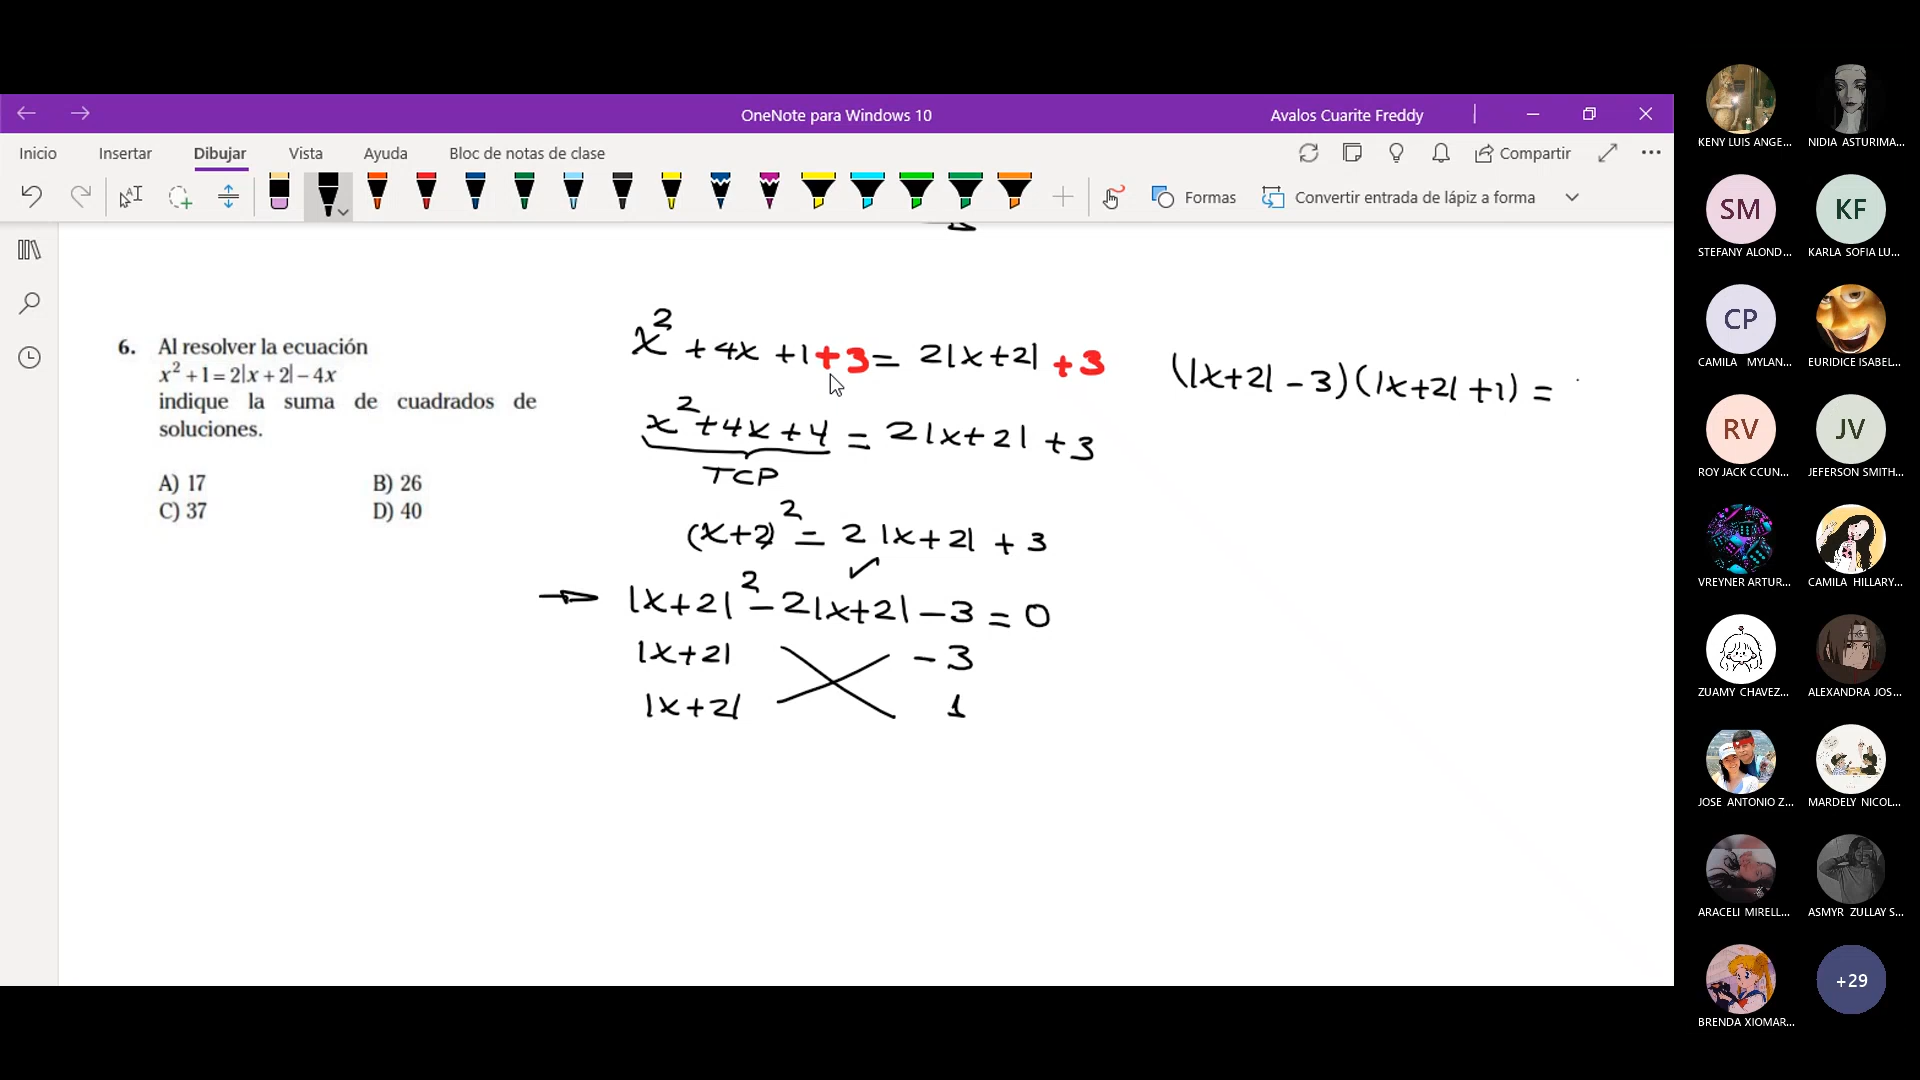 OneNote para Windows 10
Avalos Cuarite Freddy
Inicio Insertar Dibujar Vista Ayuda Bloc de notas de clase Compartir
Formas Convertir entrada de lápiz a forma
6. Al resolver la ecuación
x² + 1 = 2|x + 2| − 4x
indique la suma de cuadrados de
soluciones.
A) 17 B) 26
C) 37 D) 40
x² + 4x + 1 + 3 = 2|x+2| + 3
x² + 4x + 4 = 2|x+2| + 3
TCP
(x+2)² = 2|x+2| + 3
|x+2|² − 2|x+2| − 3 = 0
|x+2| − 3
|x+2| 1
(|x+2| − 3)(|x+2| + 1) =
KENY LUIS ANGE...
NIDIA ASTURIMA...
SM
STEFANY ALOND...
KF
KARLA SOFIA LU...
CP
CAMILA MYLAN...
EURIDICE ISABEL...
RV
ROY JACK CCUN...
JV
JEFERSON SMITH...
VREYNER ARTUR...
CAMILA HILLARY...
ZUAMY CHAVEZ...
ALEXANDRA JOS...
JOSE ANTONIO Z...
MARDELY NICOL...
ARACELI MIRELL...
ASMYR ZULLAY S...
BRENDA XIOMAR...
+29